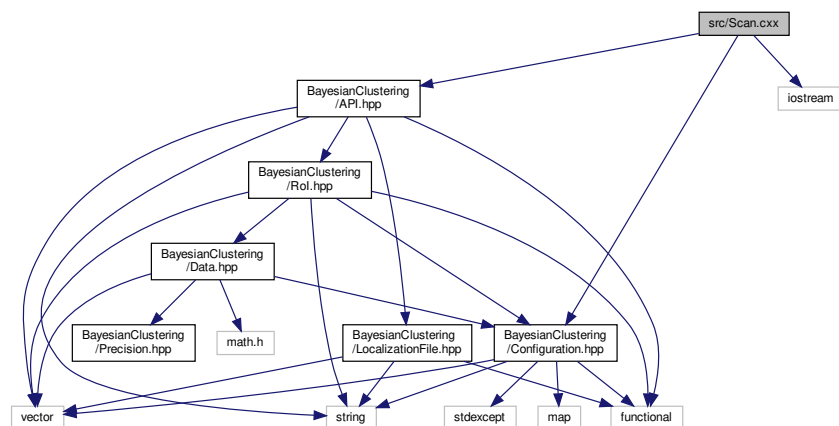 src/Scan.cxx
BayesianClustering
/API.hpp
iostream
BayesianClustering
/RoI.hpp
BayesianClustering
/Data.hpp
BayesianClustering
/Precision.hpp
math.h
BayesianClustering
/LocalizationFile.hpp
BayesianClustering
/Configuration.hpp
vector
string
stdexcept
map
functional